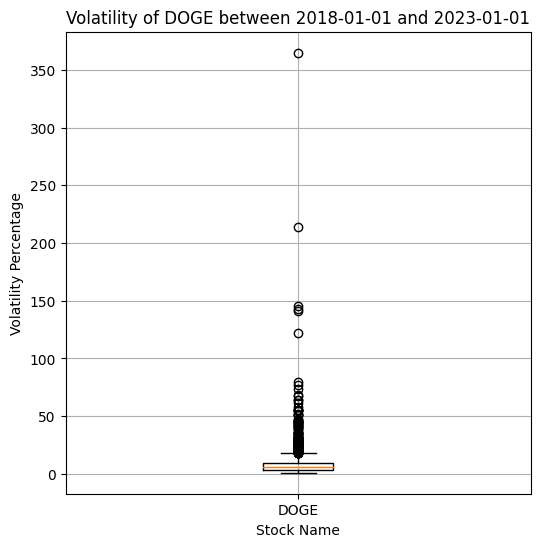 Volatility of DOGE between 2018-01-01 and 2023-01-01
350
300
250
200
150
100
50
0
Volatility Percentage
DOGE
Stock Name